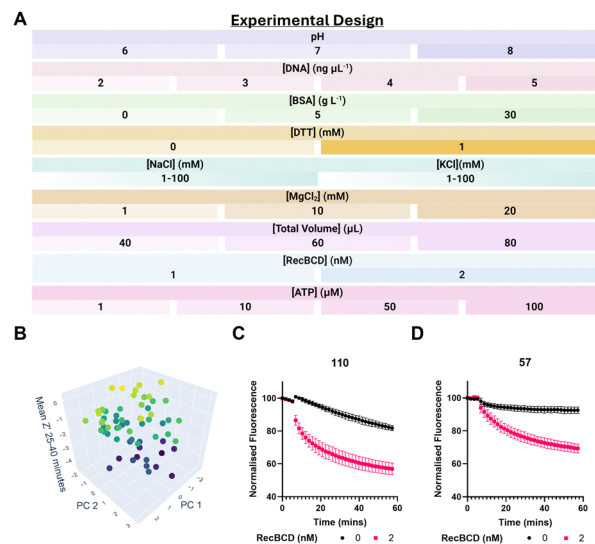 A
Experimental Design
pH
6 7 8
[DNA] (ng µL⁻¹)
2 3 4 5
[BSA] (g L⁻¹)
0 5 30
[DTT] (mM)
0 1
[NaCl] (mM) [KCl](mM)
1-100 1-100
[MgCl₂] (mM)
1 10 20
[Total Volume] (µL)
40 60 80
[RecBCD] (nM)
1 2
[ATP] (µM)
1 10 50 100
B
Mean Z' 25-40 minutes
PC 2
PC 1
C
110
Normalised Fluorescence
100
80
60
40
0 20 40 60
Time (mins)
RecBCD (nM) 0 2
D
57
Normalised Fluorescence
100
80
60
40
0 20 40 60
Time (mins)
RecBCD (nM) 0 2